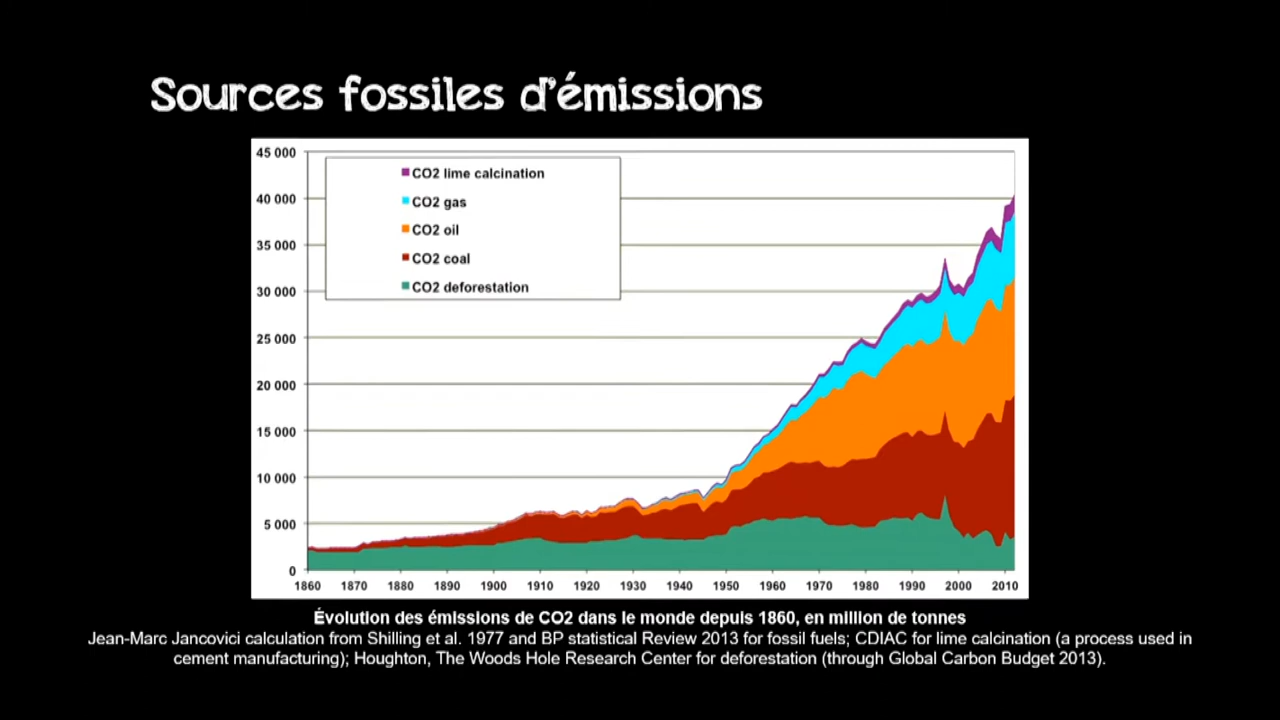 Sources fossiles d'émissions
45 000
40 000
35 000
30 000
25 000
20 000
15 000
10 000
5 000
0
CO2 lime calcination
CO2 gas
CO2 oil
CO2 coal
CO2 deforestation
1860 1870 1880 1890 1900 1910 1920 1930 1940 1950 1960 1970 1980 1990 2000 2010
Évolution des émissions de CO2 dans le monde depuis 1860, en million de tonnes
Jean-Marc Jancovici calculation from Shilling et al. 1977 and BP statistical Review 2013 for fossil fuels; CDIAC for lime calcination (a process used in
cement manufacturing); Houghton, The Woods Hole Research Center for deforestation (through Global Carbon Budget 2013).